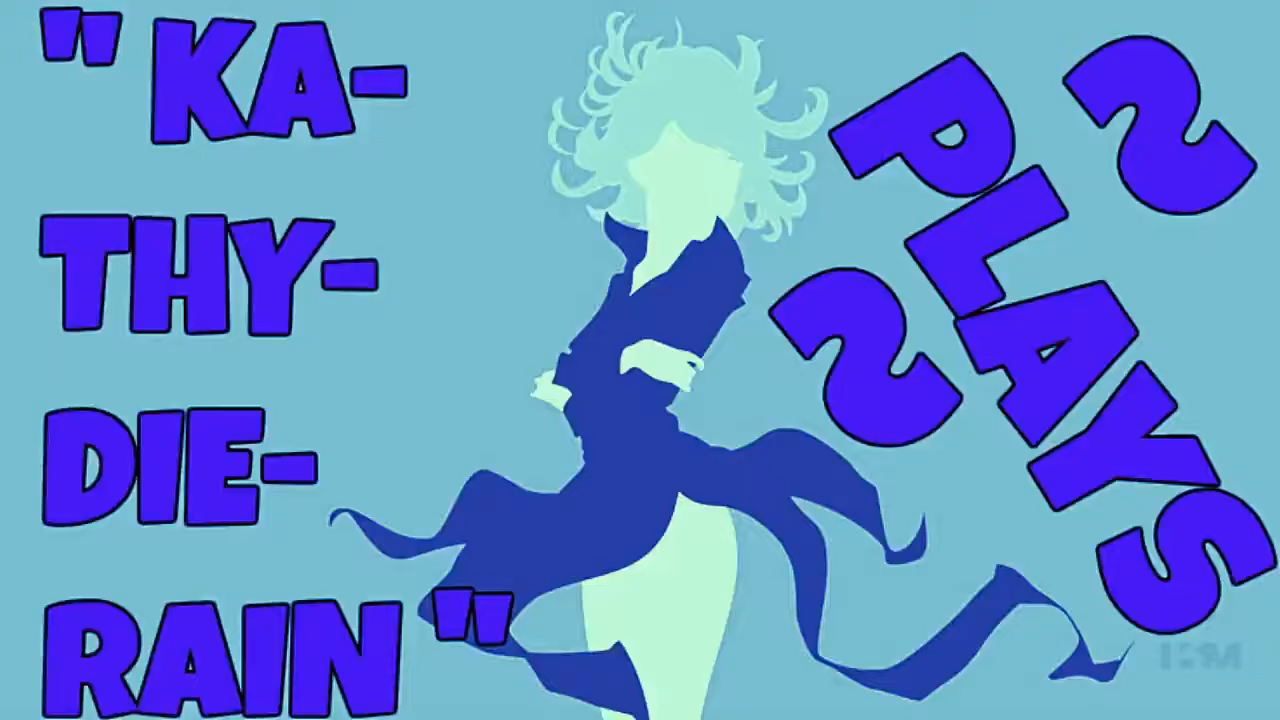 "KA-
THY-
DIE-
RAIN"
~
PLAYS
~